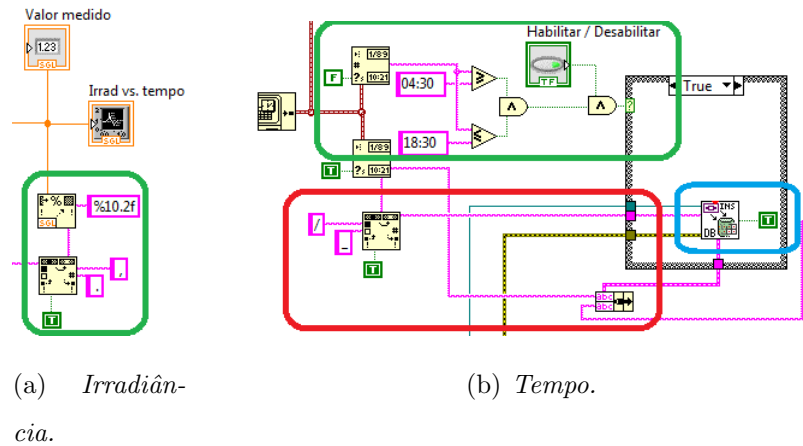 Valor medido
1.23
SGL
Irrad vs. tempo
SGL
%
SGL
%10.2f
,
.
T
Habilitar / Desabilitar
TF
1/89
#
?s 10:21
F
04:30
≥
∧
∧
?
True
18:30
≤
1/89
?s 10:21
T
/
_
T
INS
DB
T
abc
abc
(a) Irradiân-
cia.
(b) Tempo.